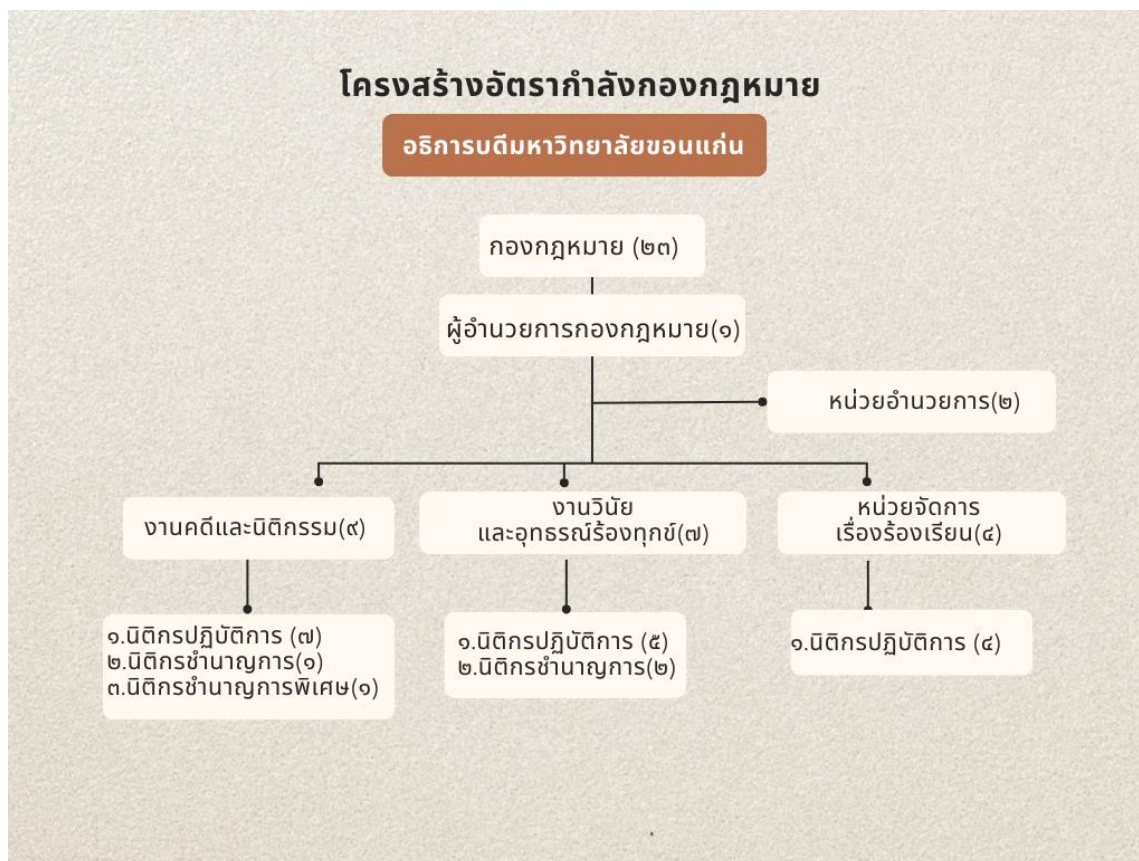 โครงสร้างอัตรากำลังกองกฎหมาย
อธิการบดีมหาวิทยาลัยขอนแก่น
กองกฎหมาย (๒๓)
ผู้อำนวยการกองกฎหมาย(๑)
หน่วยอำนวยการ(๒)
งานคดีและนิติกรรม(๙)
งานวินัย
และอุทธรณ์ร้องทุกข์(๗)
หน่วยจัดการ
เรื่องร้องเรียน(๔)
๑.นิติกรปฏิบัติการ (๗)
๒.นิติกรชำนาญการ(๑)
๓.นิติกรชำนาญการพิเศษ(๑)
๑.นิติกรปฏิบัติการ (๕)
๒.นิติกรชำนาญการ(๒)
๑.นิติกรปฏิบัติการ (๔)